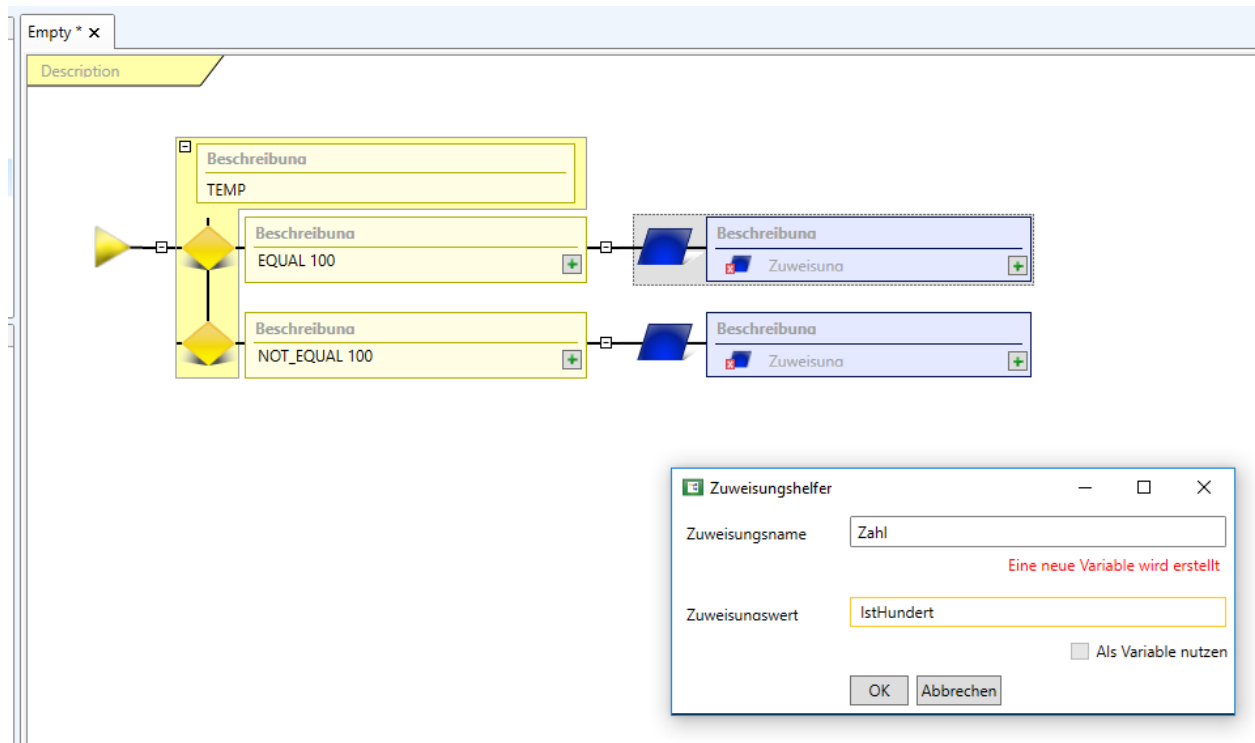 Empty * x
Description
Beschreibung
TEMP
Beschreibung
EQUAL 100
Beschreibung
Zuweisung
Beschreibung
NOT_EQUAL 100
Beschreibung
Zuweisung
Zuweisungshelfer
Zuweisungsname
Zahl
Eine neue Variable wird erstellt
Zuweisungswert
IstHundert
Als Variable nutzen
OK
Abbrechen